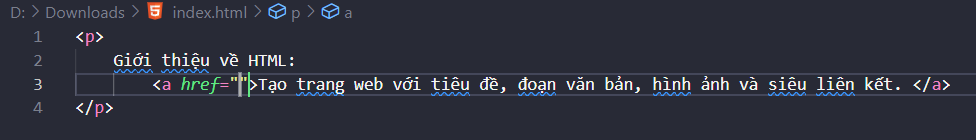 D: > Downloads > index.html > p > a
1 <p>
2 Giới thiệu về HTML:
3 <a href="">Tạo trang web với tiêu đề, đoạn văn bản, hình ảnh và siêu liên kết. </a>
4 </p>